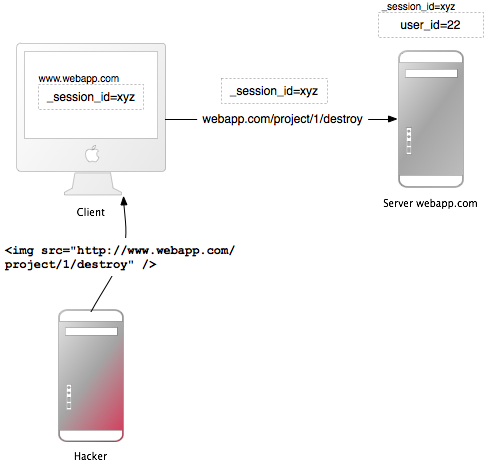 _session_id=xyz
user_id=22
www.webapp.com
_session_id=xyz
_session_id=xyz
webapp.com/project/1/destroy
Client
Server webapp.com
<img src="http://www.webapp.com/
project/1/destroy" />
Hacker